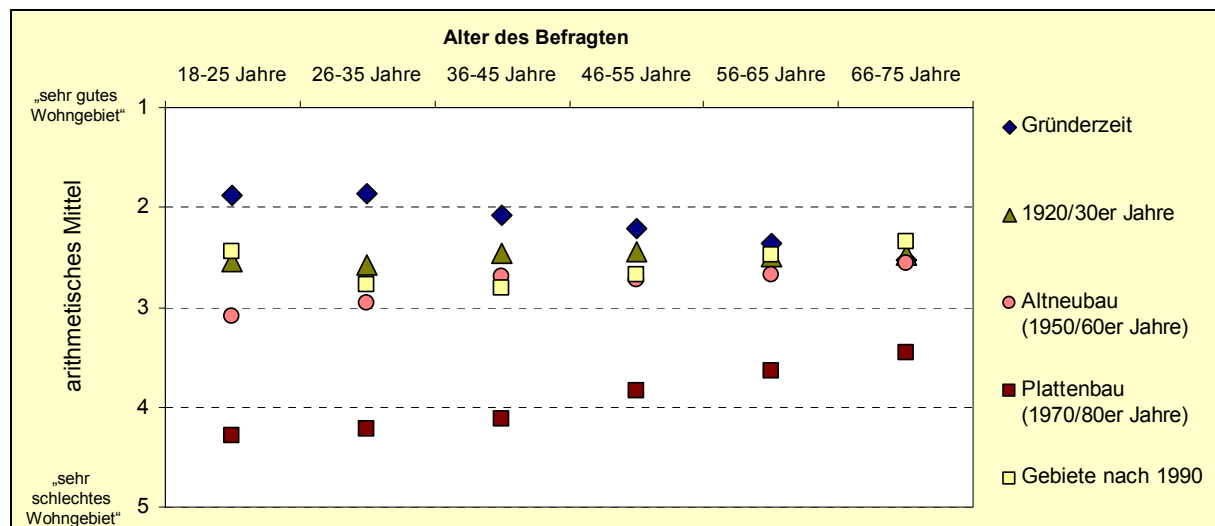 Alter des Befragten
18-25 Jahre 26-35 Jahre 36-45 Jahre 46-55 Jahre 56-65 Jahre 66-75 Jahre
„sehr gutes
Wohngebiet“
1
2
3
4
5
arithmetisches Mittel
„sehr
schlechtes
Wohngebiet“
Gründerzeit
1920/30er Jahre
Altneubau
(1950/60er Jahre)
Plattenbau
(1970/80er Jahre)
Gebiete nach 1990